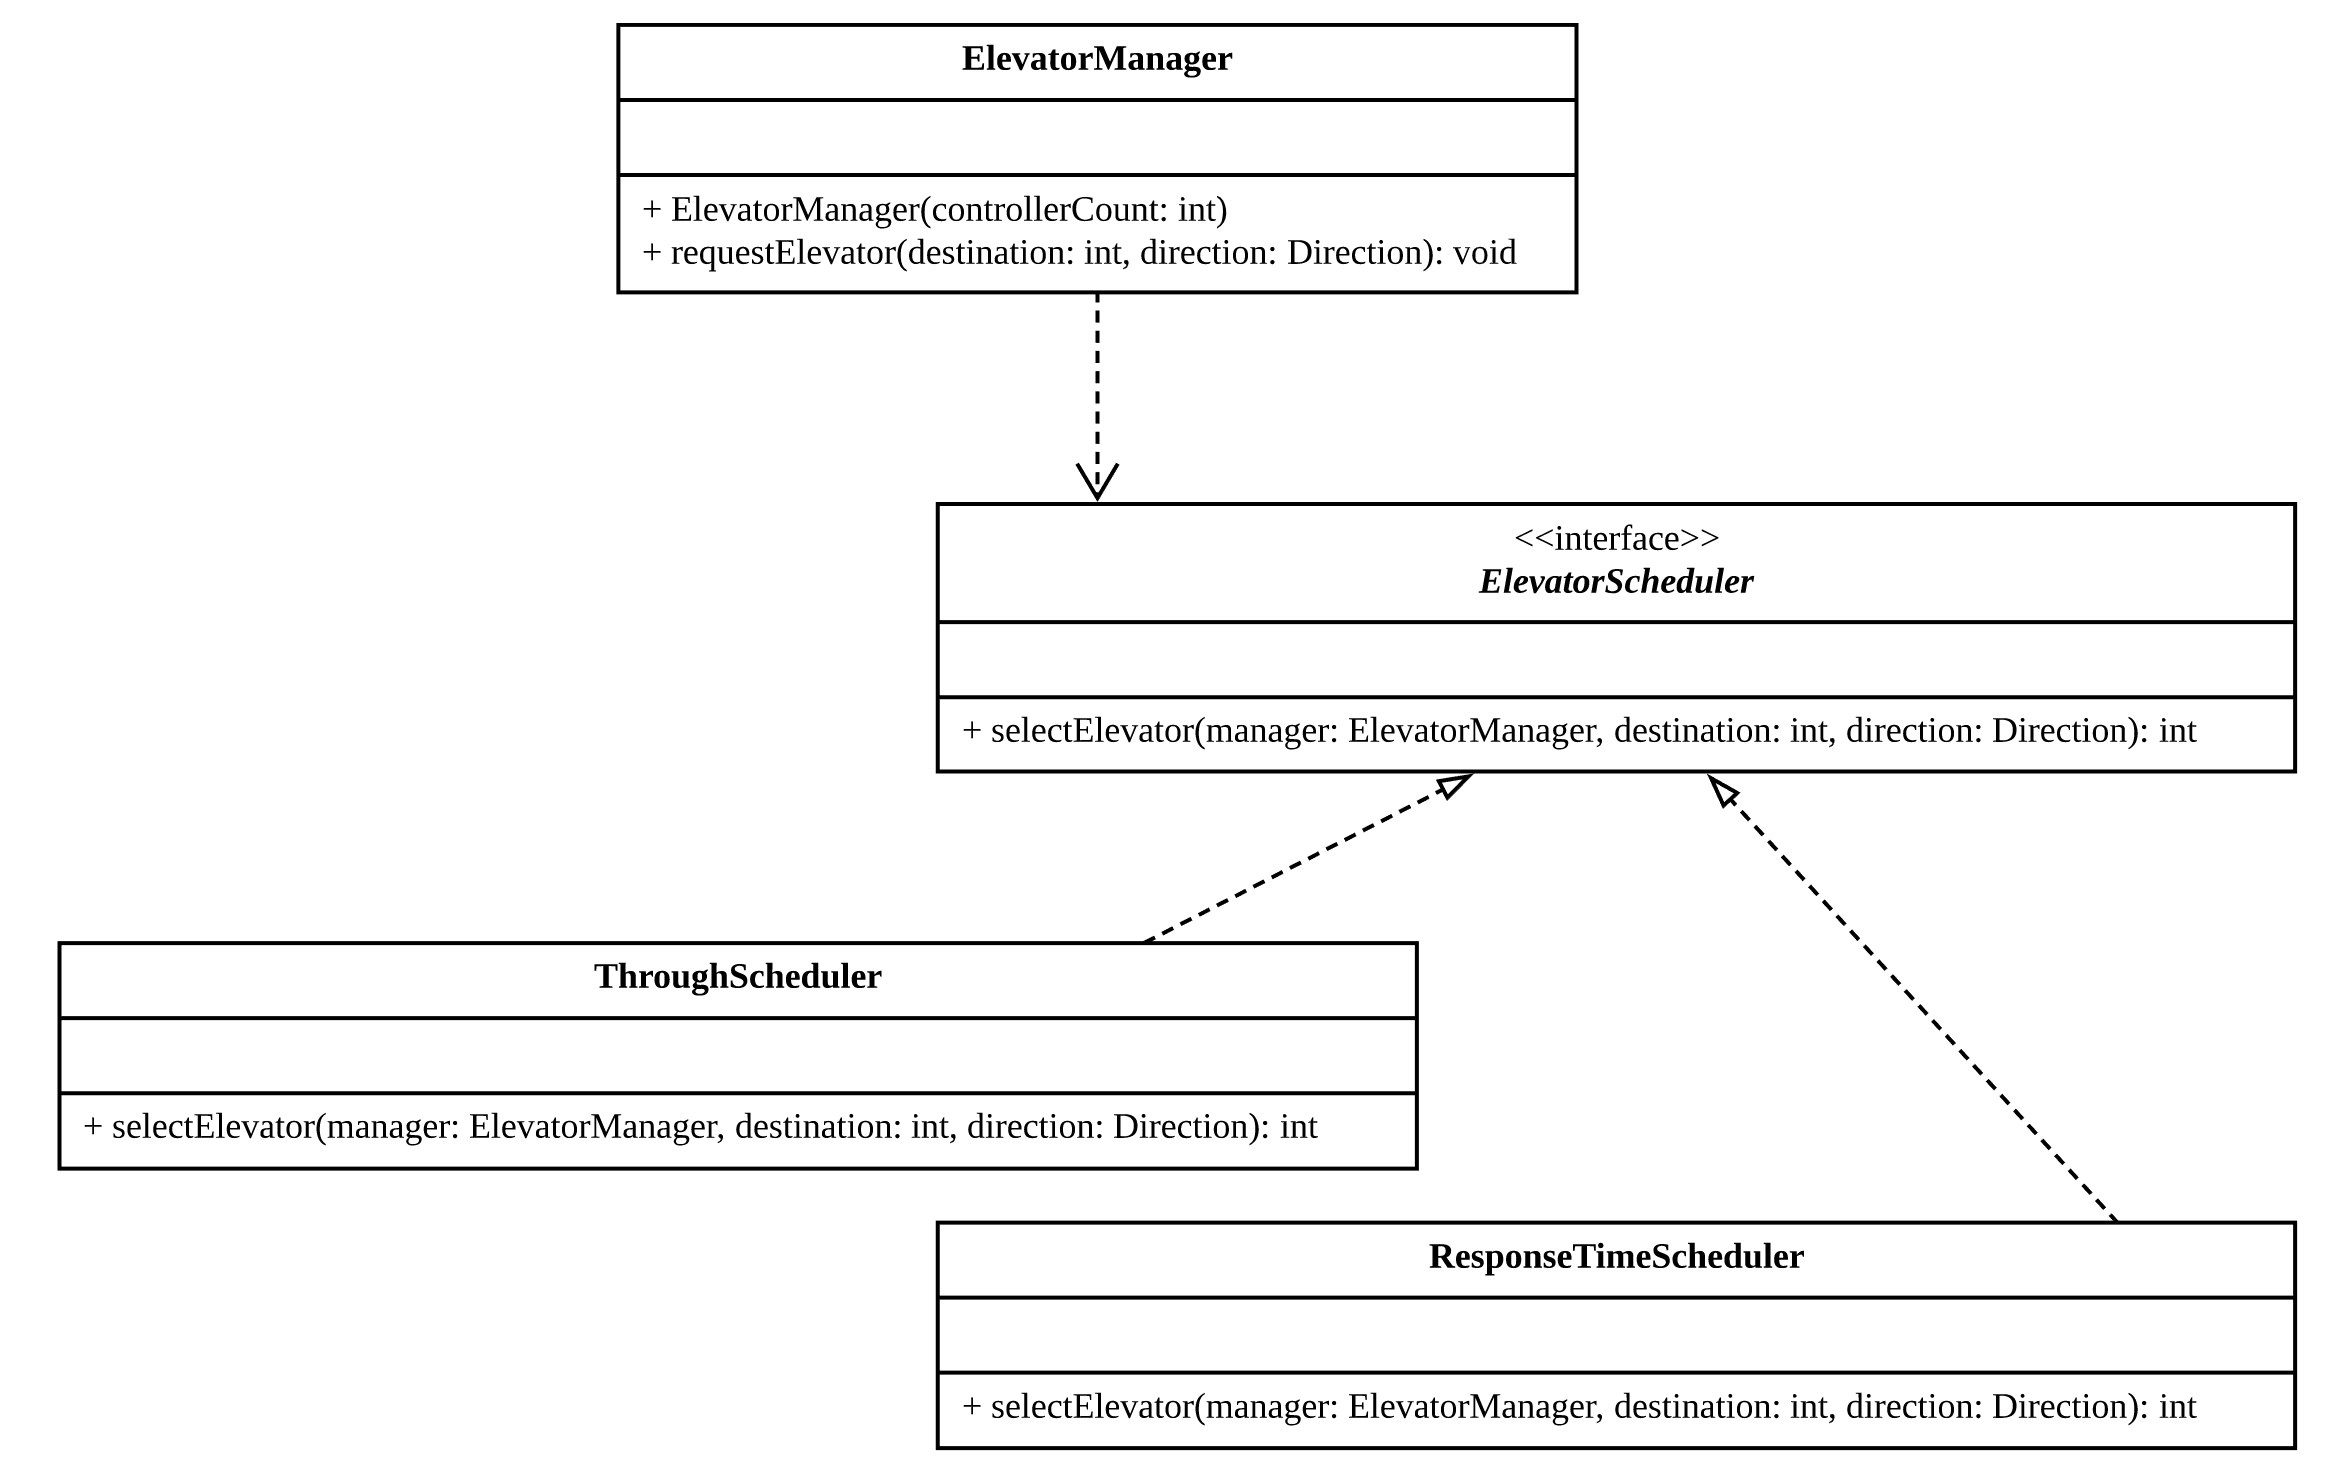 ElevatorManager
+ ElevatorManager(controllerCount: int)
+ requestElevator(destination: int, direction: Direction): void
<<interface>>
ElevatorScheduler
+ selectElevator(manager: ElevatorManager, destination: int, direction: Direction): int
ThroughScheduler
+ selectElevator(manager: ElevatorManager, destination: int, direction: Direction): int
ResponseTimeScheduler
+ selectElevator(manager: ElevatorManager, destination: int, direction: Direction): int